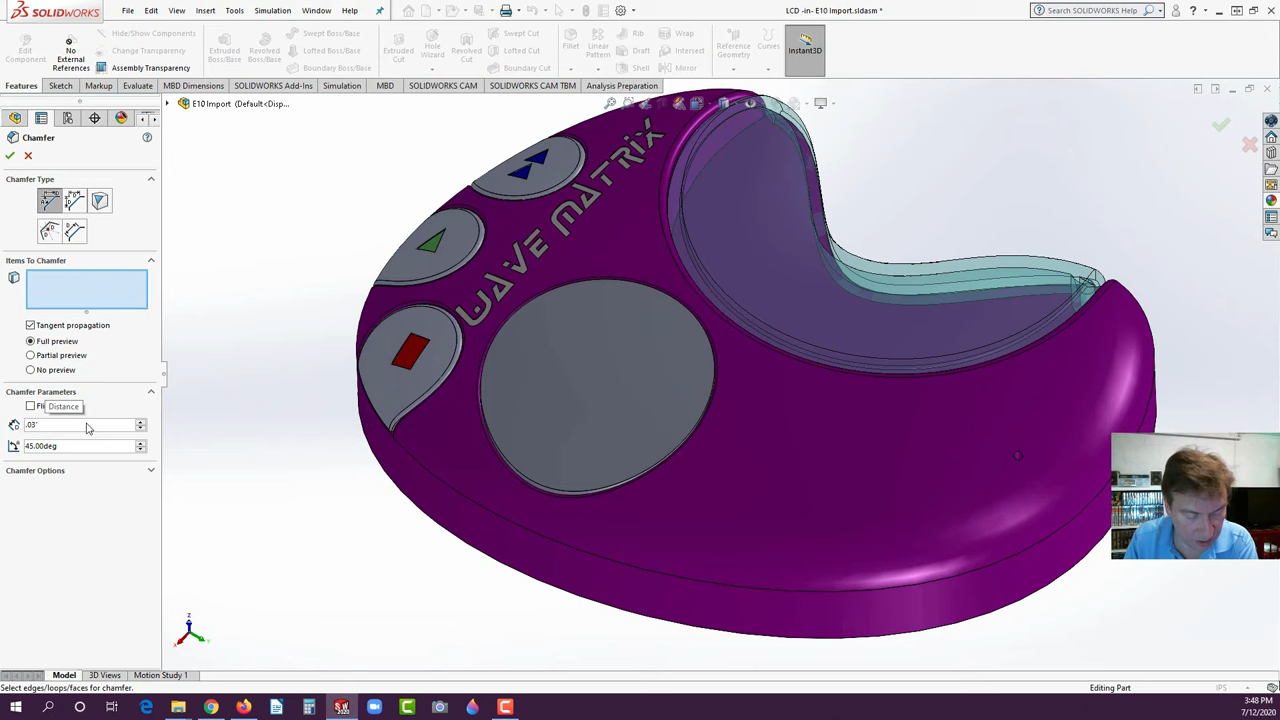 SOLIDWORKS
File Edit View Insert Tools Simulation Window Help
LCD -in- E10 Import.sldasm *
Search SOLIDWORKS Help
Edit Component
No External References
Hide/Show Components
Change Transparency
Assembly Transparency
Extruded Boss/Base
Revolved Boss/Base
Swept Boss/Base
Lofted Boss/Base
Boundary Boss/Base
Extruded Cut
Hole Wizard
Revolved Cut
Swept Cut
Lofted Cut
Boundary Cut
Fillet
Linear Pattern
Rib
Draft
Shell
Wrap
Intersect
Mirror
Reference Geometry
Curves
Instant3D
Features Sketch Markup Evaluate MBD Dimensions SOLIDWORKS Add-Ins Simulation MBD SOLIDWORKS CAM SOLIDWORKS CAM TBM Analysis Preparation
E10 Import (Default<Disp...
Chamfer
Chamfer Type
Items To Chamfer
Tangent propagation
Full preview
Partial preview
No preview
Chamfer Parameters
Distance
.03"
45.00deg
Chamfer Options
WAVE MATRIX
Model 3D Views Motion Study 1
Select edges/loops/faces for chamfer.
Editing Part
IPS
3:48 PM
7/12/2020